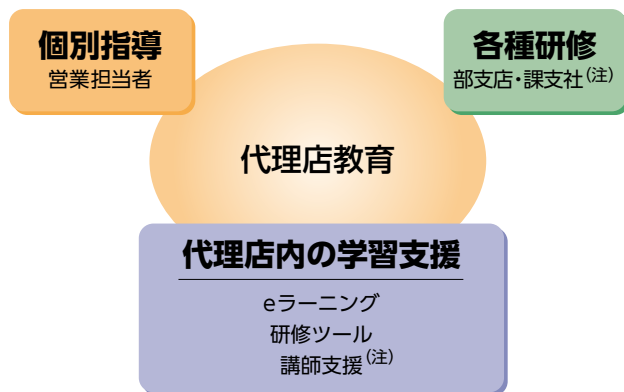 個別指導
営業担当者
各種研修
部支店・課支社(注)
代理店教育
代理店内の学習支援
eラーニング
研修ツール
講師支援(注)